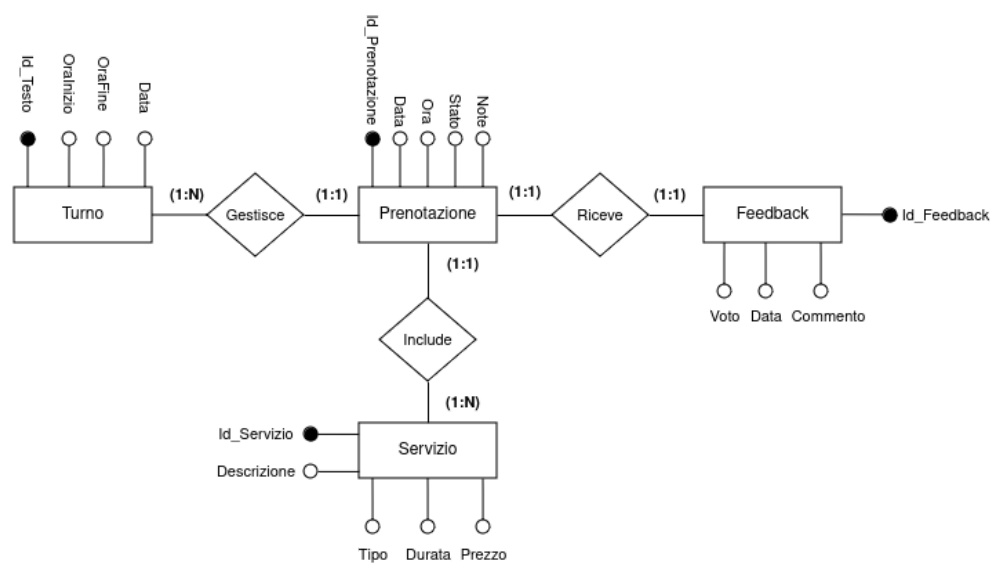 Id_Testo
OraInizio
OraFine
Data
Id_Prenotazione
Data
Ora
Stato
Note
Turno
(1:N)
Gestisce
(1:1)
Prenotazione
(1:1)
Riceve
(1:1)
Feedback
Id_Feedback
(1:1)
Voto
Data
Commento
Include
(1:N)
Id_Servizio
Servizio
Descrizione
Tipo
Durata
Prezzo